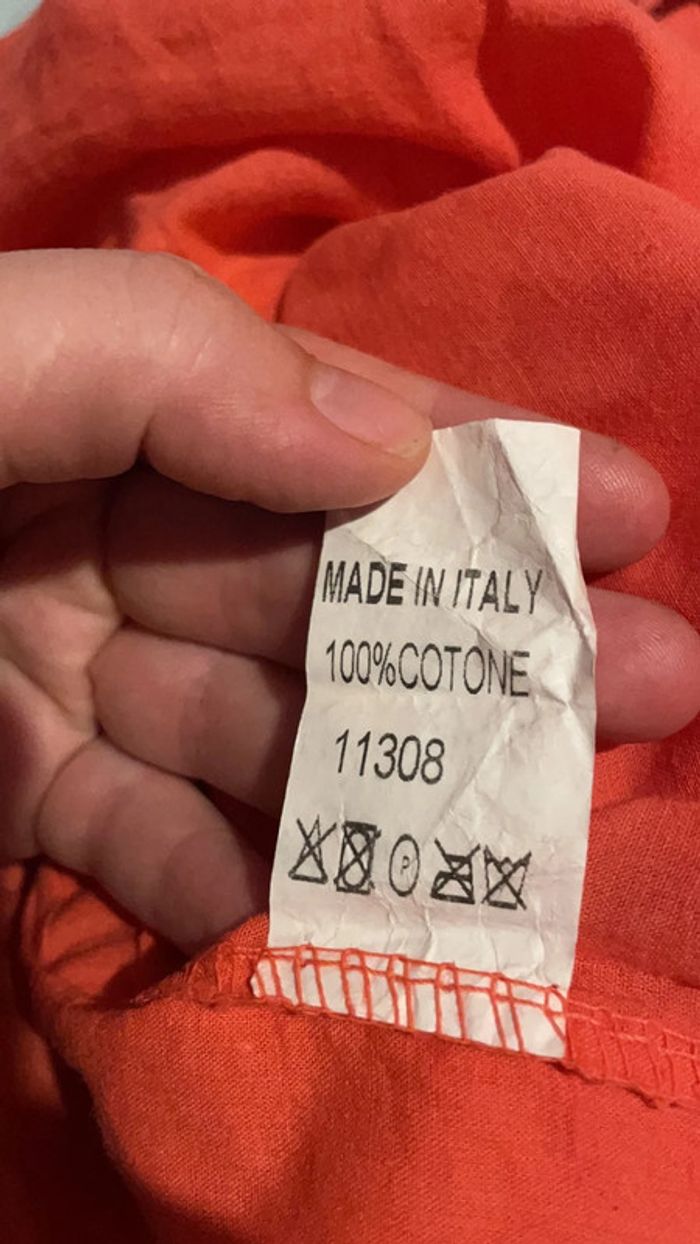 MADE IN ITALY
100%COTONE
11308
P